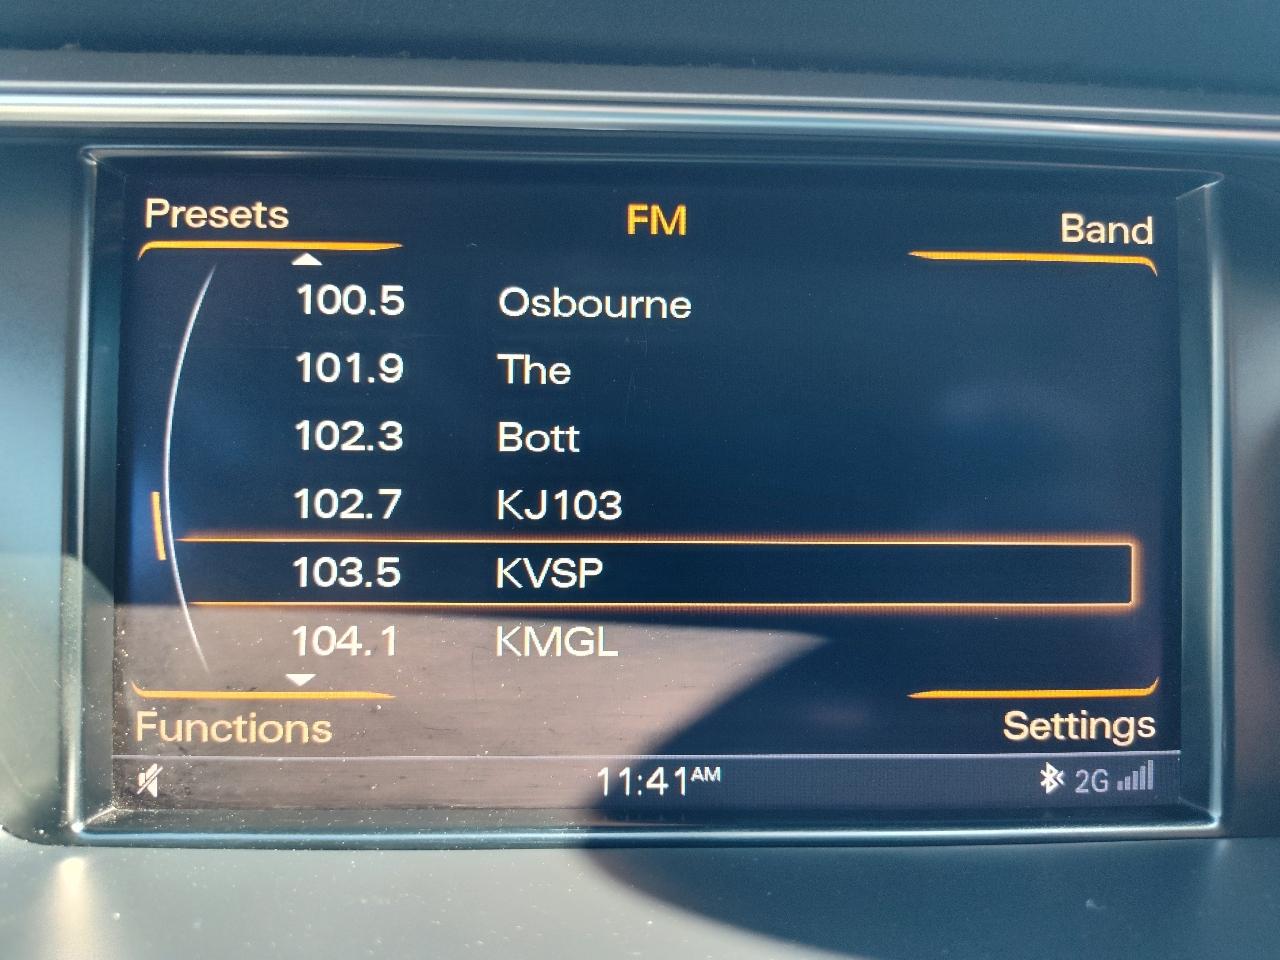 Presets FM Band
100.5 Osbourne
101.9 The
102.3 Bott
102.7 KJ103
103.5 KVSP
104.1 KMGL
Functions Settings
11:41AM 2G